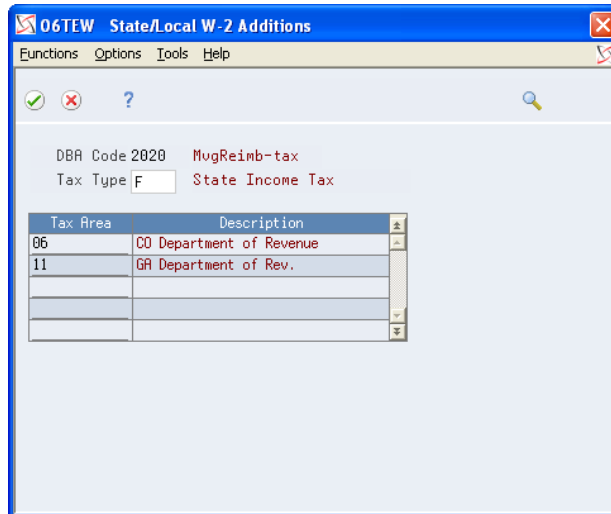 06TEW State/Local W-2 Additions
Functions Options Tools Help
?
DBA Code 2020 MvgReimb-tax
Tax Type F State Income Tax
Tax Area Description
06 CO Department of Revenue
11 GA Department of Rev.